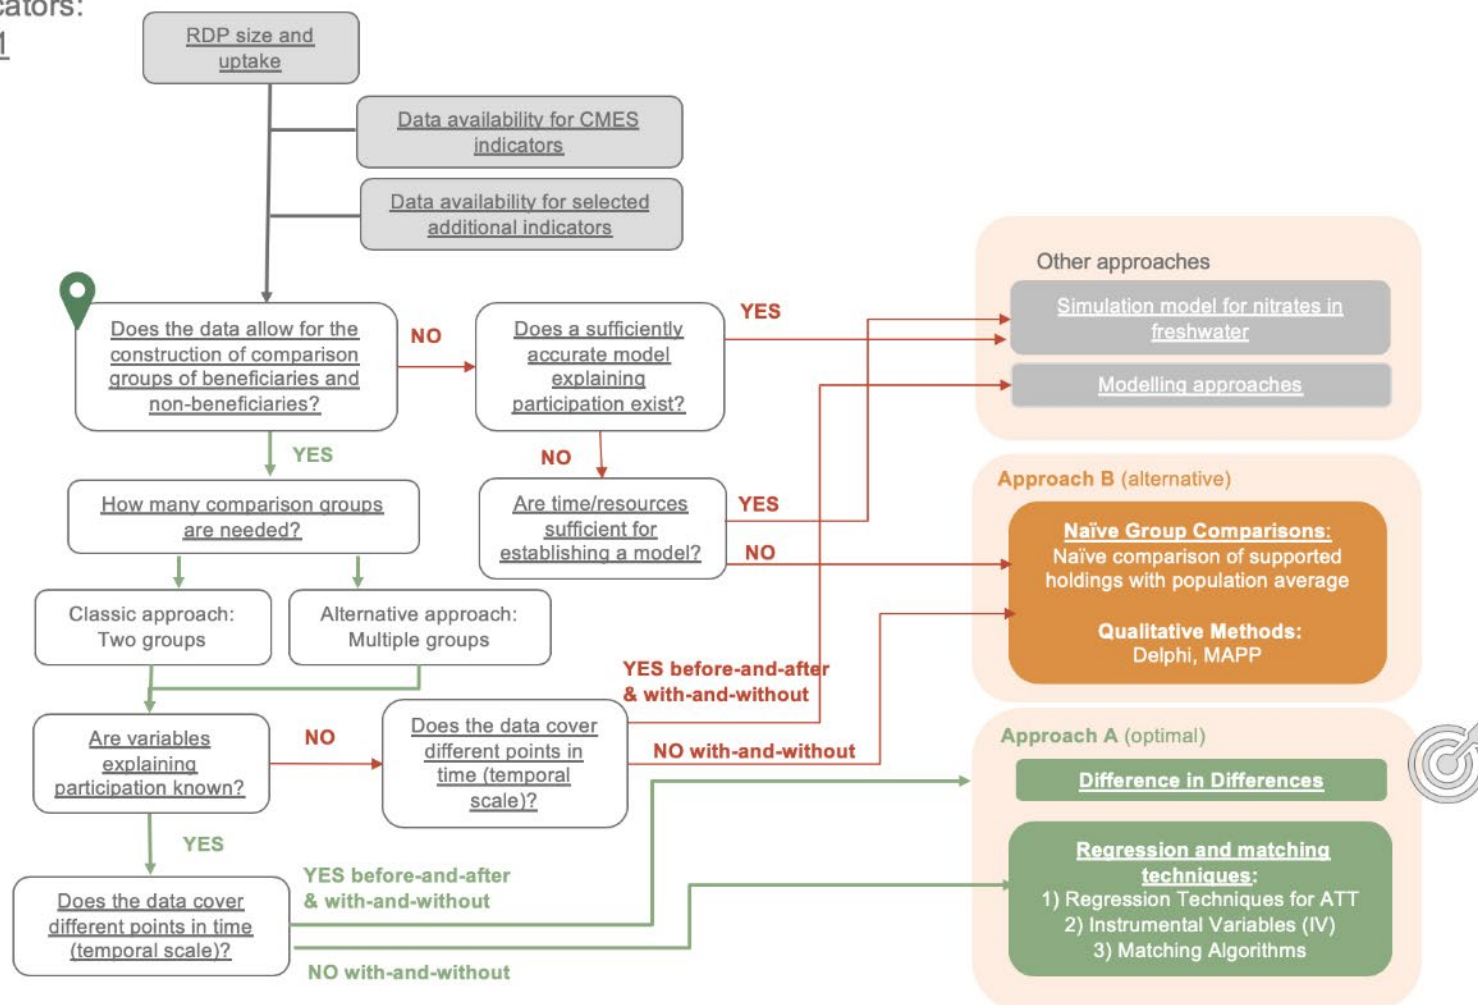 cators:
1
RDP size and
uptake
Data availability for CMES
indicators
Data availability for selected
additional indicators
Does the data allow for the
construction of comparison
groups of beneficiaries and
non-beneficiaries?
NO
Does a sufficiently
accurate model
explaining
participation exist?
YES
Other approaches
Simulation model for nitrates in
freshwater
Modelling approaches
YES
NO
How many comparison groups
are needed?
Are time/resources
sufficient for
establishing a model?
YES
NO
Approach B (alternative)
Naïve Group Comparisons:
Naïve comparison of supported
holdings with population average
Qualitative Methods:
Delphi, MAPP
Classic approach:
Two groups
Alternative approach:
Multiple groups
YES before-and-after
& with-and-without
Are variables
explaining
participation known?
NO
Does the data cover
different points in
time (temporal
scale)?
NO with-and-without
Approach A (optimal)
Difference in Differences
YES
Does the data cover
different points in time
(temporal scale)?
YES before-and-after
& with-and-without
NO with-and-without
Regression and matching
techniques:
1) Regression Techniques for ATT
2) Instrumental Variables (IV)
3) Matching Algorithms